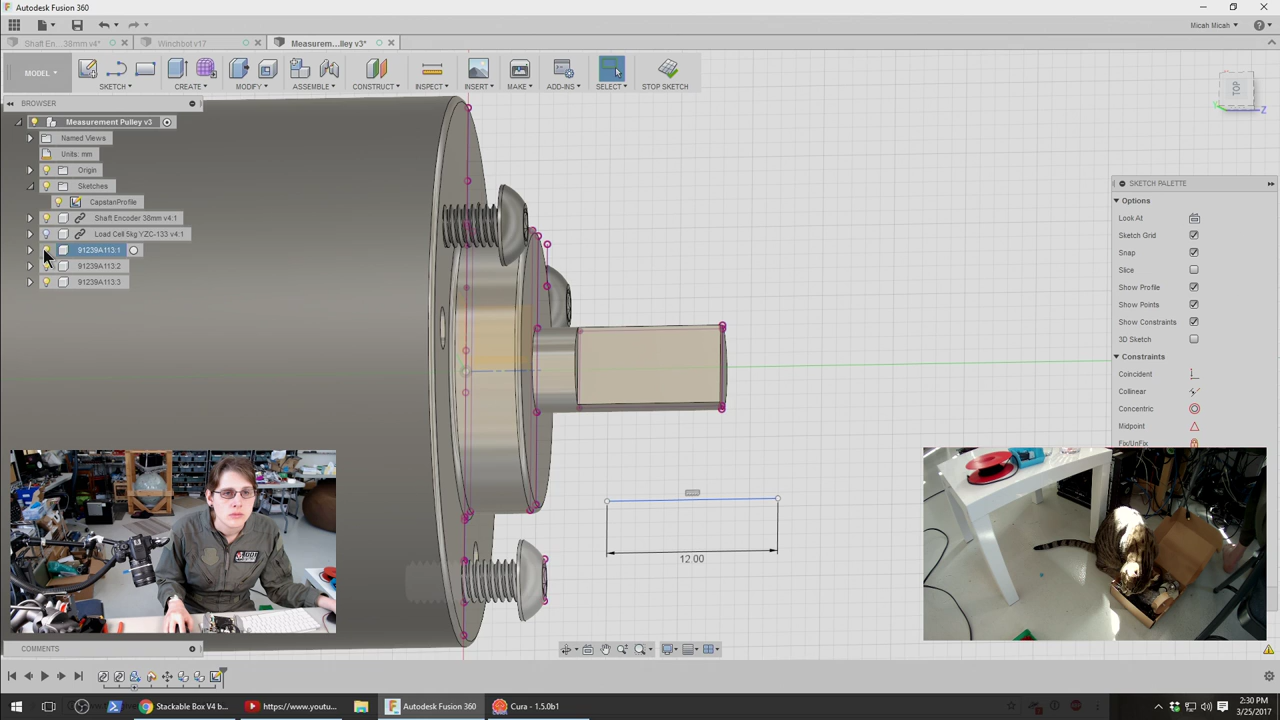 Autodesk Fusion 360
Micah Micah
Shaft En...38mm v4*
Winchbot v17
Measurem...lley v3*
MODEL
SKETCH
CREATE
MODIFY
ASSEMBLE
CONSTRUCT
INSPECT
INSERT
MAKE
ADD-INS
SELECT
STOP SKETCH
BROWSER
TOP
Z
Measurement Pulley v3
Named Views
Units: mm
Origin
Sketches
CapstanProfile
Shaft Encoder 38mm v4:1
Load Cell 5kg YZC-133 v4:1
91239A113:1
91239A113:2
91239A113:3
SKETCH PALETTE
Options
Look At
Sketch Grid
Snap
Slice
Show Profile
Show Points
Show Constraints
3D Sketch
Constraints
Coincident
Collinear
Concentric
Midpoint
Fix/UnFix
12.00
COMMENTS
Stackable Box V4 b...
https://www.youtu...
Autodesk Fusion 360
Cura - 1.5.0b1
2:30 PM
3/25/2017